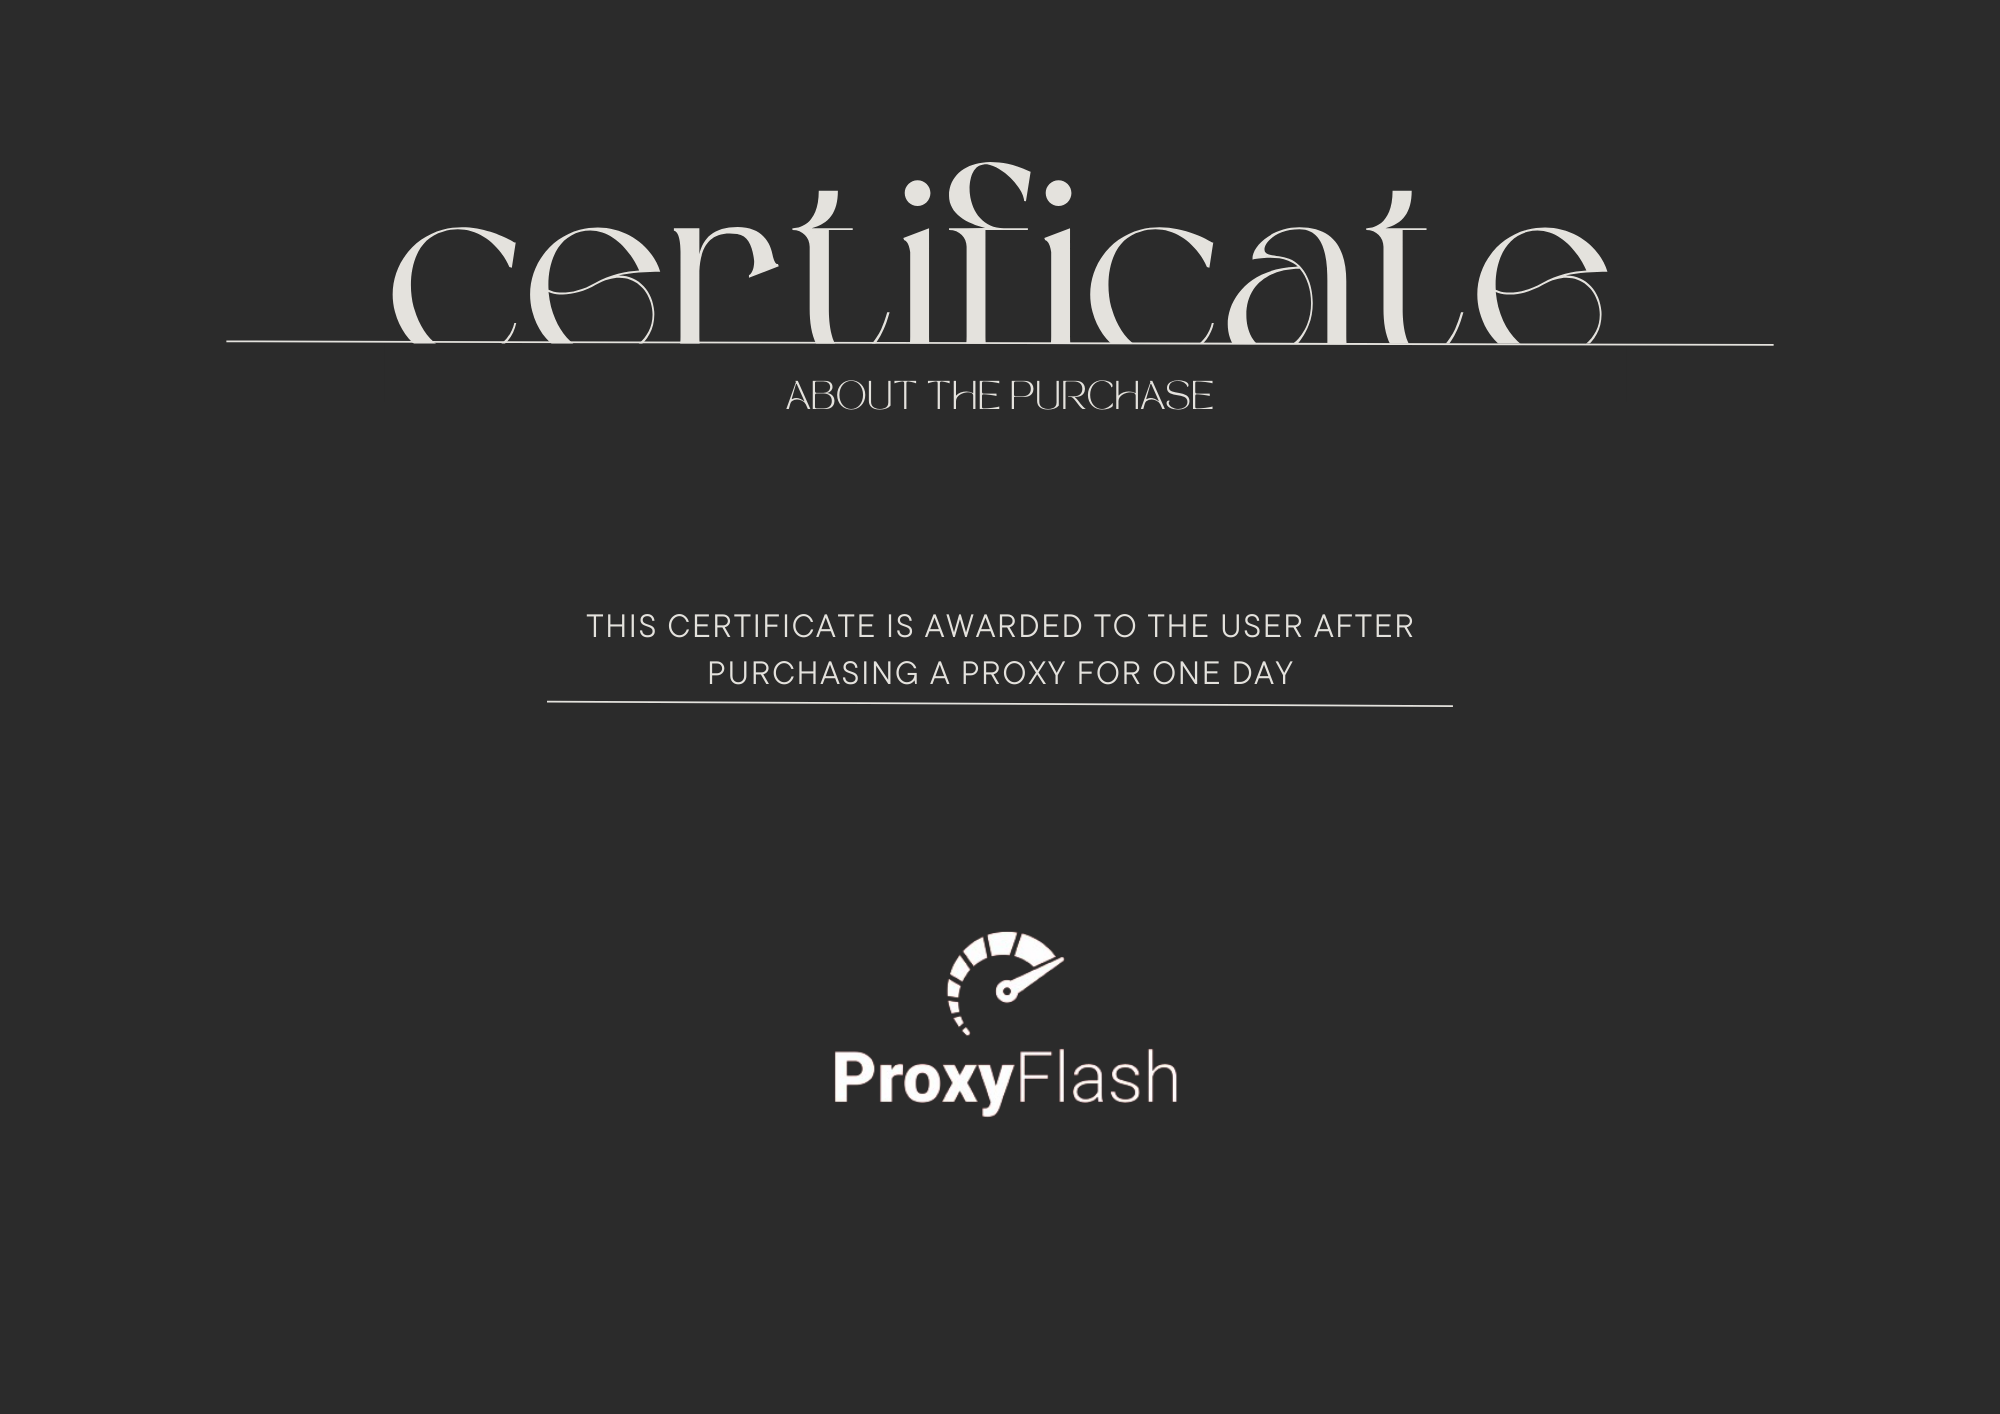 certificate
ABOUT THE PURCHASE
THIS CERTIFICATE IS AWARDED TO THE USER AFTER
PURCHASING A PROXY FOR ONE DAY
ProxyFlash